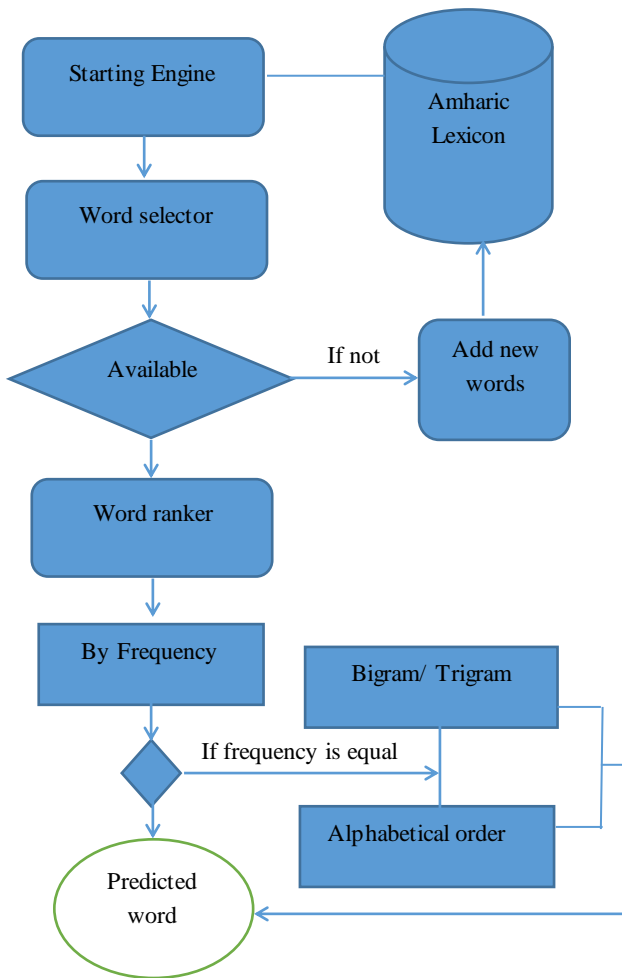 Starting Engine
Amharic
Lexicon
Word selector
Available
If not
Add new
words
Word ranker
By Frequency
Bigram/ Trigram
If frequency is equal
Alphabetical order
Predicted
word